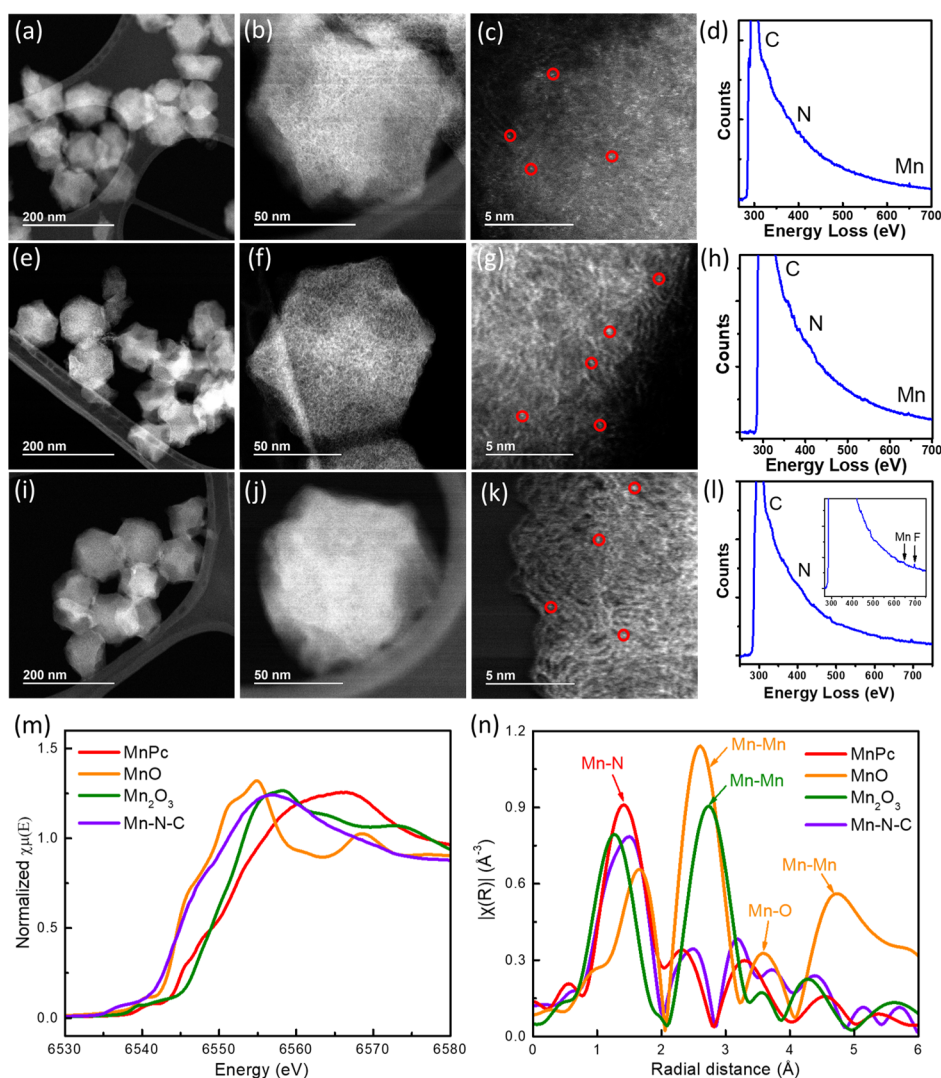 (a)
200 nm
(b)
50 nm
(c)
5 nm
(d)
C
N
Mn
Counts
300 400 500 600 700
Energy Loss (eV)
(e)
200 nm
(f)
50 nm
(g)
5 nm
(h)
C
N
Mn
Counts
300 400 500 600 700
Energy Loss (eV)
(i)
200 nm
(j)
50 nm
(k)
5 nm
(l)
C
N
Mn F
300 400 500 600 700
Counts
300 400 500 600 700
Energy Loss (eV)
(m)
MnPc
MnO
Mn₂O₃
Mn-N-C
Normalized χμ(E)
1.5
1.0
0.5
0.0
6530 6540 6550 6560 6570 6580
Energy (eV)
(n)
Mn–N
Mn–Mn
Mn–Mn
Mn–O
Mn–Mn
MnPc
MnO
Mn₂O₃
Mn-N-C
|χ(R)| (Å⁻³)
1.2
0.9
0.6
0.3
0.0
0 1 2 3 4 5 6
Radial distance (Å)